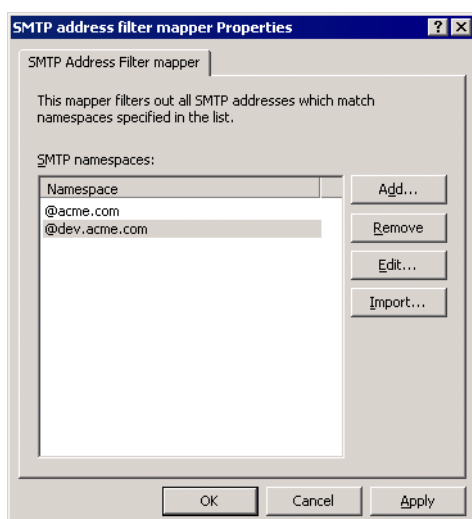 SMTP address filter mapper Properties
SMTP Address Filter mapper
This mapper filters out all SMTP addresses which match
namespaces specified in the list.
SMTP namespaces:
Namespace
Add...
@acme.com
@dev.acme.com
Remove
Edit...
Import...
OK
Cancel
Apply